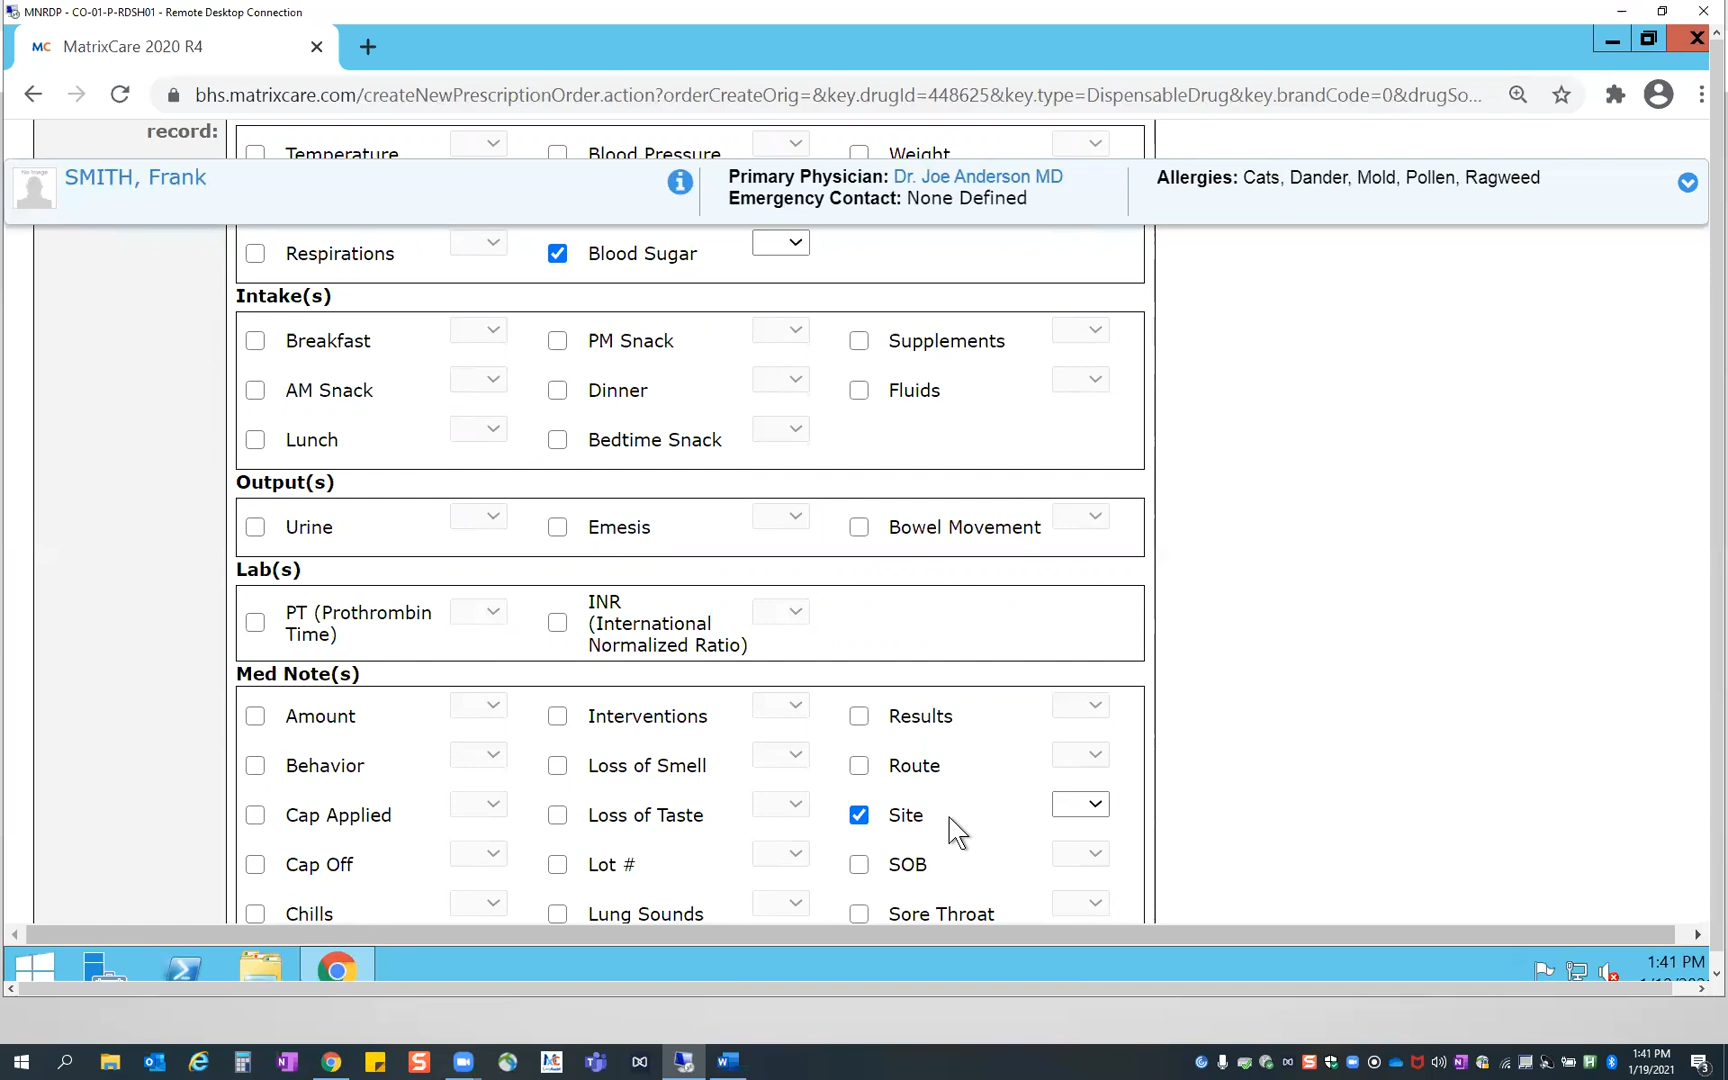 MNRDP - CO-01-P-RDSH01 - Remote Desktop Connection
MC MatrixCare 2020 R4
bhs.matrixcare.com/createNewPrescriptionOrder.action?orderCreateOrig=&key.drugId=448625&key.type=DispensableDrug&key.brandCode=0&drugSo...
record:
Temperature Blood Pressure Weight
No Image
SMITH, Frank
Primary Physician: Dr. Joe Anderson MD
Emergency Contact: None Defined
Allergies: Cats, Dander, Mold, Pollen, Ragweed
Respirations Blood Sugar
Intake(s)
Breakfast PM Snack Supplements
AM Snack Dinner Fluids
Lunch Bedtime Snack
Output(s)
Urine Emesis Bowel Movement
Lab(s)
PT (Prothrombin
Time)
INR
(International
Normalized Ratio)
Med Note(s)
Amount Interventions Results
Behavior Loss of Smell Route
Cap Applied Loss of Taste Site
Cap Off Lot # SOB
Chills Lung Sounds Sore Throat
1:41 PM
1:41 PM
1/19/2021
3